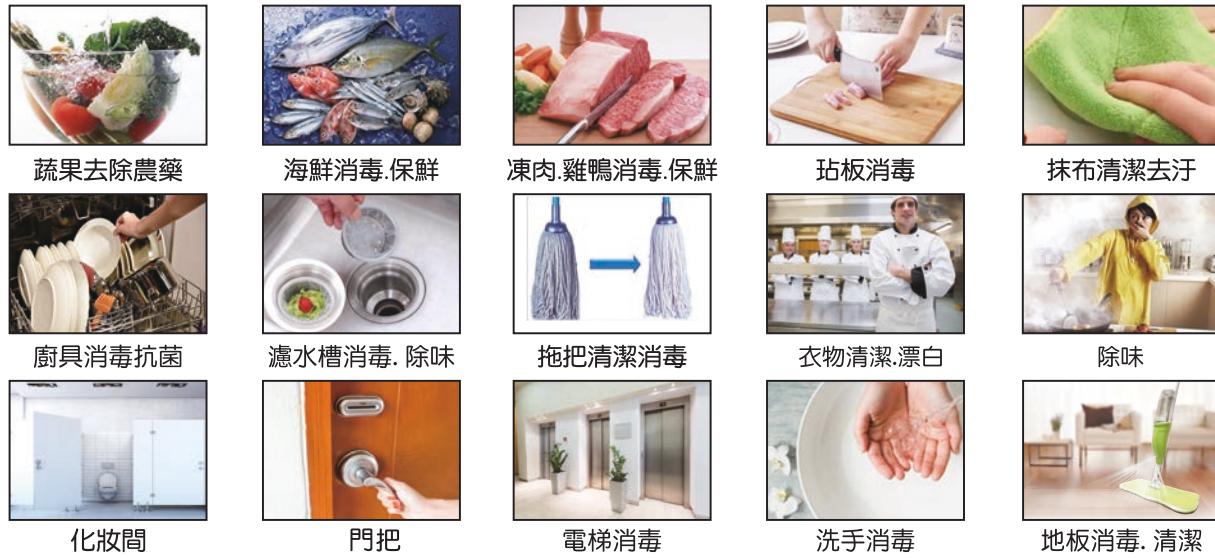 蔬果去除農藥
海鮮消毒.保鮮
凍肉.雞鴨消毒.保鮮
玷板消毒
抹布清潔去汙
廚具消毒抗菌
濾水槽消毒. 除味
拖把清潔消毒
衣物清潔.漂白
除味
化妝間
門把
電梯消毒
洗手消毒
地板消毒. 清潔